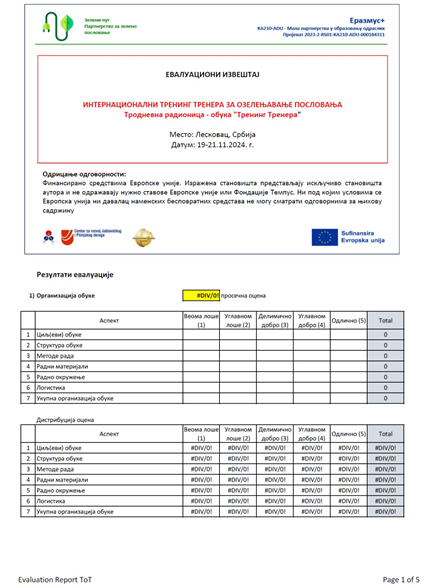 Зелени пут
Партнерство за зелено
пословање
Еразмус+
KA210-ADU - Мала партнерства у образовању одраслих
Пројекат 2023-2-RS01-KA210-ADU-000184311
ЕВАЛУАЦИОНИ ИЗВЕШТАЈ
ИНТЕРНАЦИОНАЛНИ ТРЕНИНГ ТРЕНЕРА ЗА ОЗЕЛЕЊАВАЊЕ ПОСЛОВАЊА
Тродневна радионица - обука "Тренинг Тренера"
Место: Лесковац, Србија
Датум: 19-21.11.2024. г.
Одрицање одговорности:
Финансирано средствима Европске уније. Изражена становишта представљају искључиво становишта
аутора и не одражавају нужно ставове Европске уније или Фондације Темпус. Ни под којим условима се
Европска унија ни давалац наменских бесповратних средстава не могу сматрати одговорнима за њихову
садржину
Centar za razvoj Jablaničkog
i Pčinjskog okruga
Sufinansira
Evropska unija
Резултати евалуације
1) Организација обуке #DIV/0! просечна оцена
Аспект Веома лоше (1) Углавном лоше (2) Делимично добро (3) Углавном добро (4) Одлично (5) Total
1 Циљ(еви) обуке 0
2 Структура обуке 0
3 Методе рада 0
4 Радни материјали 0
5 Радно окружење 0
6 Логистика 0
7 Укупна организација обуке 0
Дистрибуција оцена
Аспект Веома лоше (1) Углавном лоше (2) Делимично добро (3) Углавном добро (4) Одлично (5) Total
1 Циљ(еви) обуке #DIV/0! #DIV/0! #DIV/0! #DIV/0! #DIV/0! #DIV/0!
2 Структура обуке #DIV/0! #DIV/0! #DIV/0! #DIV/0! #DIV/0! #DIV/0!
3 Методе рада #DIV/0! #DIV/0! #DIV/0! #DIV/0! #DIV/0! #DIV/0!
4 Радни материјали #DIV/0! #DIV/0! #DIV/0! #DIV/0! #DIV/0! #DIV/0!
5 Радно окружење #DIV/0! #DIV/0! #DIV/0! #DIV/0! #DIV/0! #DIV/0!
6 Логистика #DIV/0! #DIV/0! #DIV/0! #DIV/0! #DIV/0! #DIV/0!
7 Укупна организација обуке #DIV/0! #DIV/0! #DIV/0! #DIV/0! #DIV/0! #DIV/0!
Evaluation Report ToT Page 1 of 5